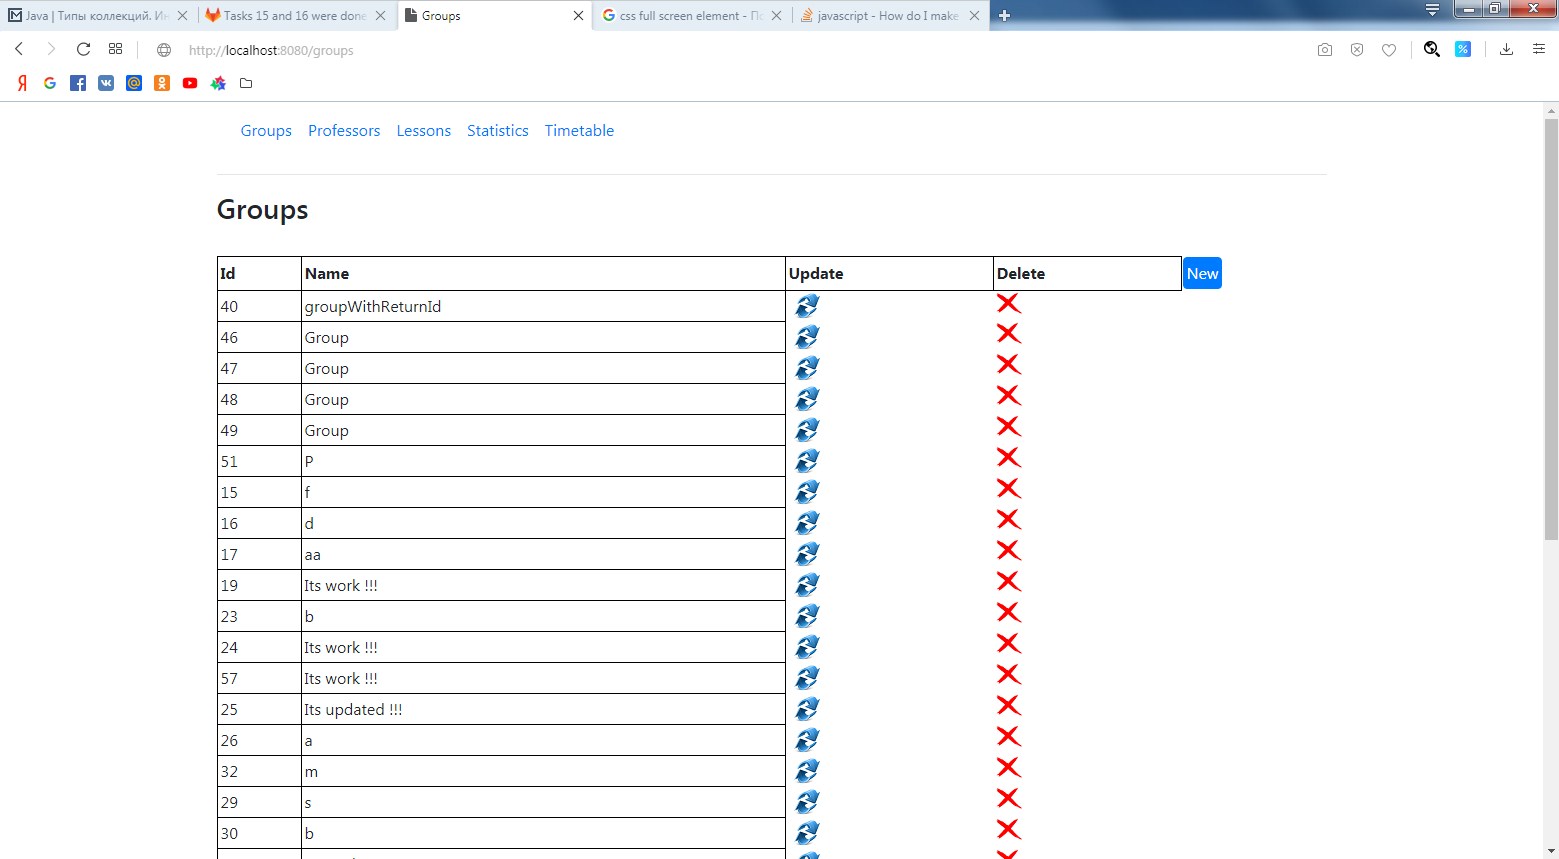 Java | Типы коллекций. Ин
Tasks 15 and 16 were done
Groups
css full screen element - По
javascript - How do I make
http://localhost:8080/groups
Groups Professors Lessons Statistics Timetable
Groups
Id Name Update Delete New
40 groupWithReturnId
46 Group
47 Group
48 Group
49 Group
51 P
15 f
16 d
17 aa
19 Its work !!!
23 b
24 Its work !!!
57 Its work !!!
25 Its updated !!!
26 a
32 m
29 s
30 b